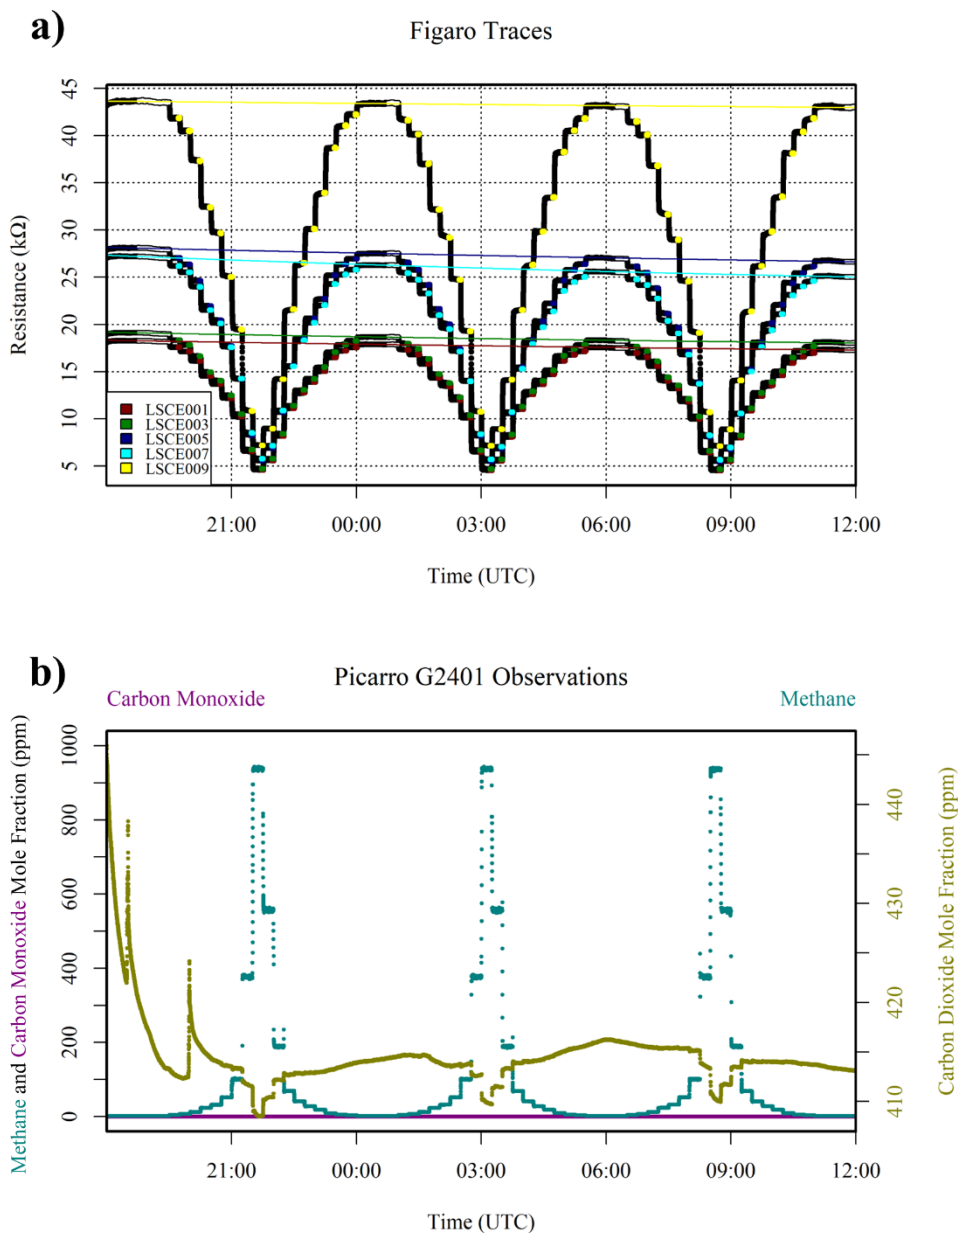 a)
Figaro Traces
Resistance (kΩ)
45
40
35
30
25
20
15
10
5
LSCE001
LSCE003
LSCE005
LSCE007
LSCE009
21:00 00:00 03:00 06:00 09:00 12:00
Time (UTC)
b)
Picarro G2401 Observations
Carbon Monoxide Methane
Methane and Carbon Monoxide Mole Fraction (ppm)
1000
800
600
400
200
0
440
430
420
410
Carbon Dioxide Mole Fraction (ppm)
21:00 00:00 03:00 06:00 09:00 12:00
Time (UTC)